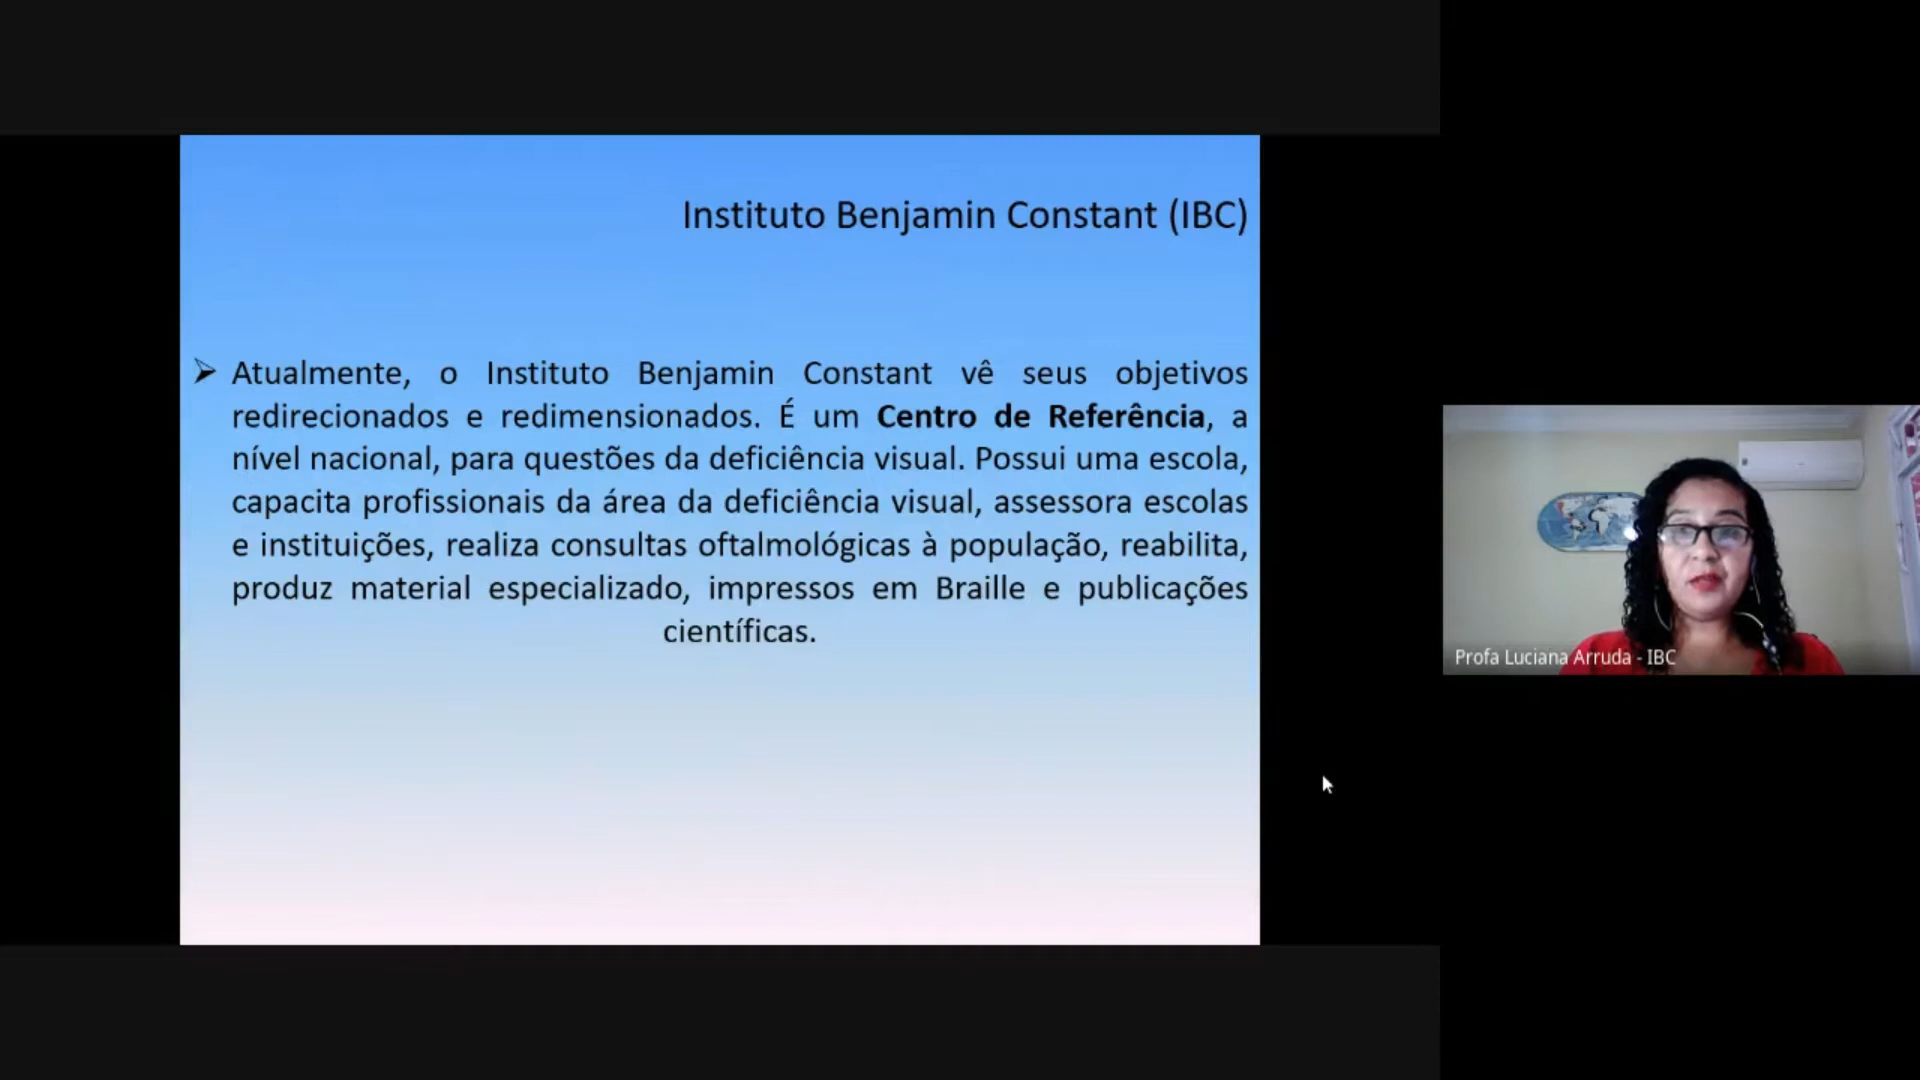 Instituto Benjamin Constant (IBC)
➢ Atualmente, o Instituto Benjamin Constant vê seus objetivos
redirecionados e redimensionados. É um Centro de Referência, a
nível nacional, para questões da deficiência visual. Possui uma escola,
capacita profissionais da área da deficiência visual, assessora escolas
e instituições, realiza consultas oftalmológicas à população, reabilita,
produz material especializado, impressos em Braille e publicações
científicas.
Profa Luciana Arruda - IBC